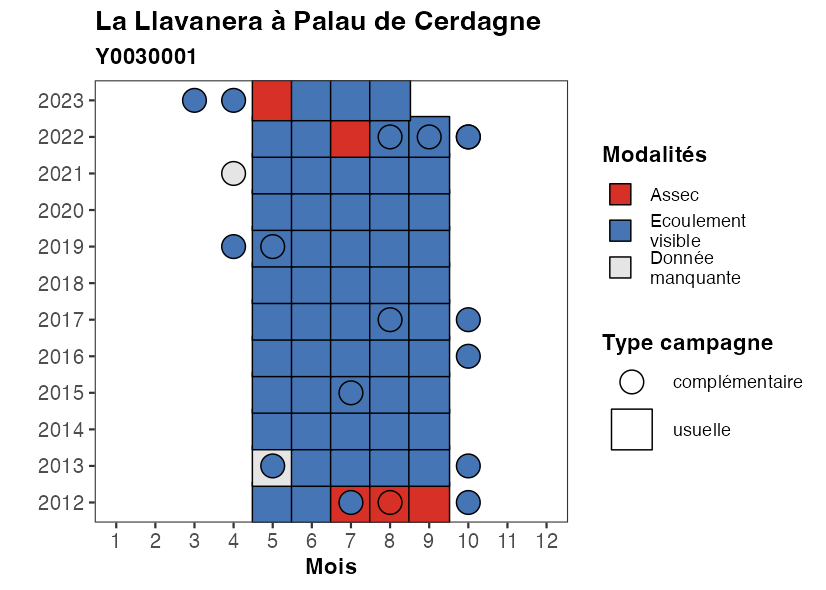 La Llavanera à Palau de Cerdagne
Y0030001
2023
2022
2021
2020
2019
2018
2017
2016
2015
2014
2013
2012
1 2 3 4 5 6 7 8 9 10 11 12
Mois
Modalités
Assec
Ecoulement
visible
Donnée
manquante
Type campagne
complémentaire
usuelle